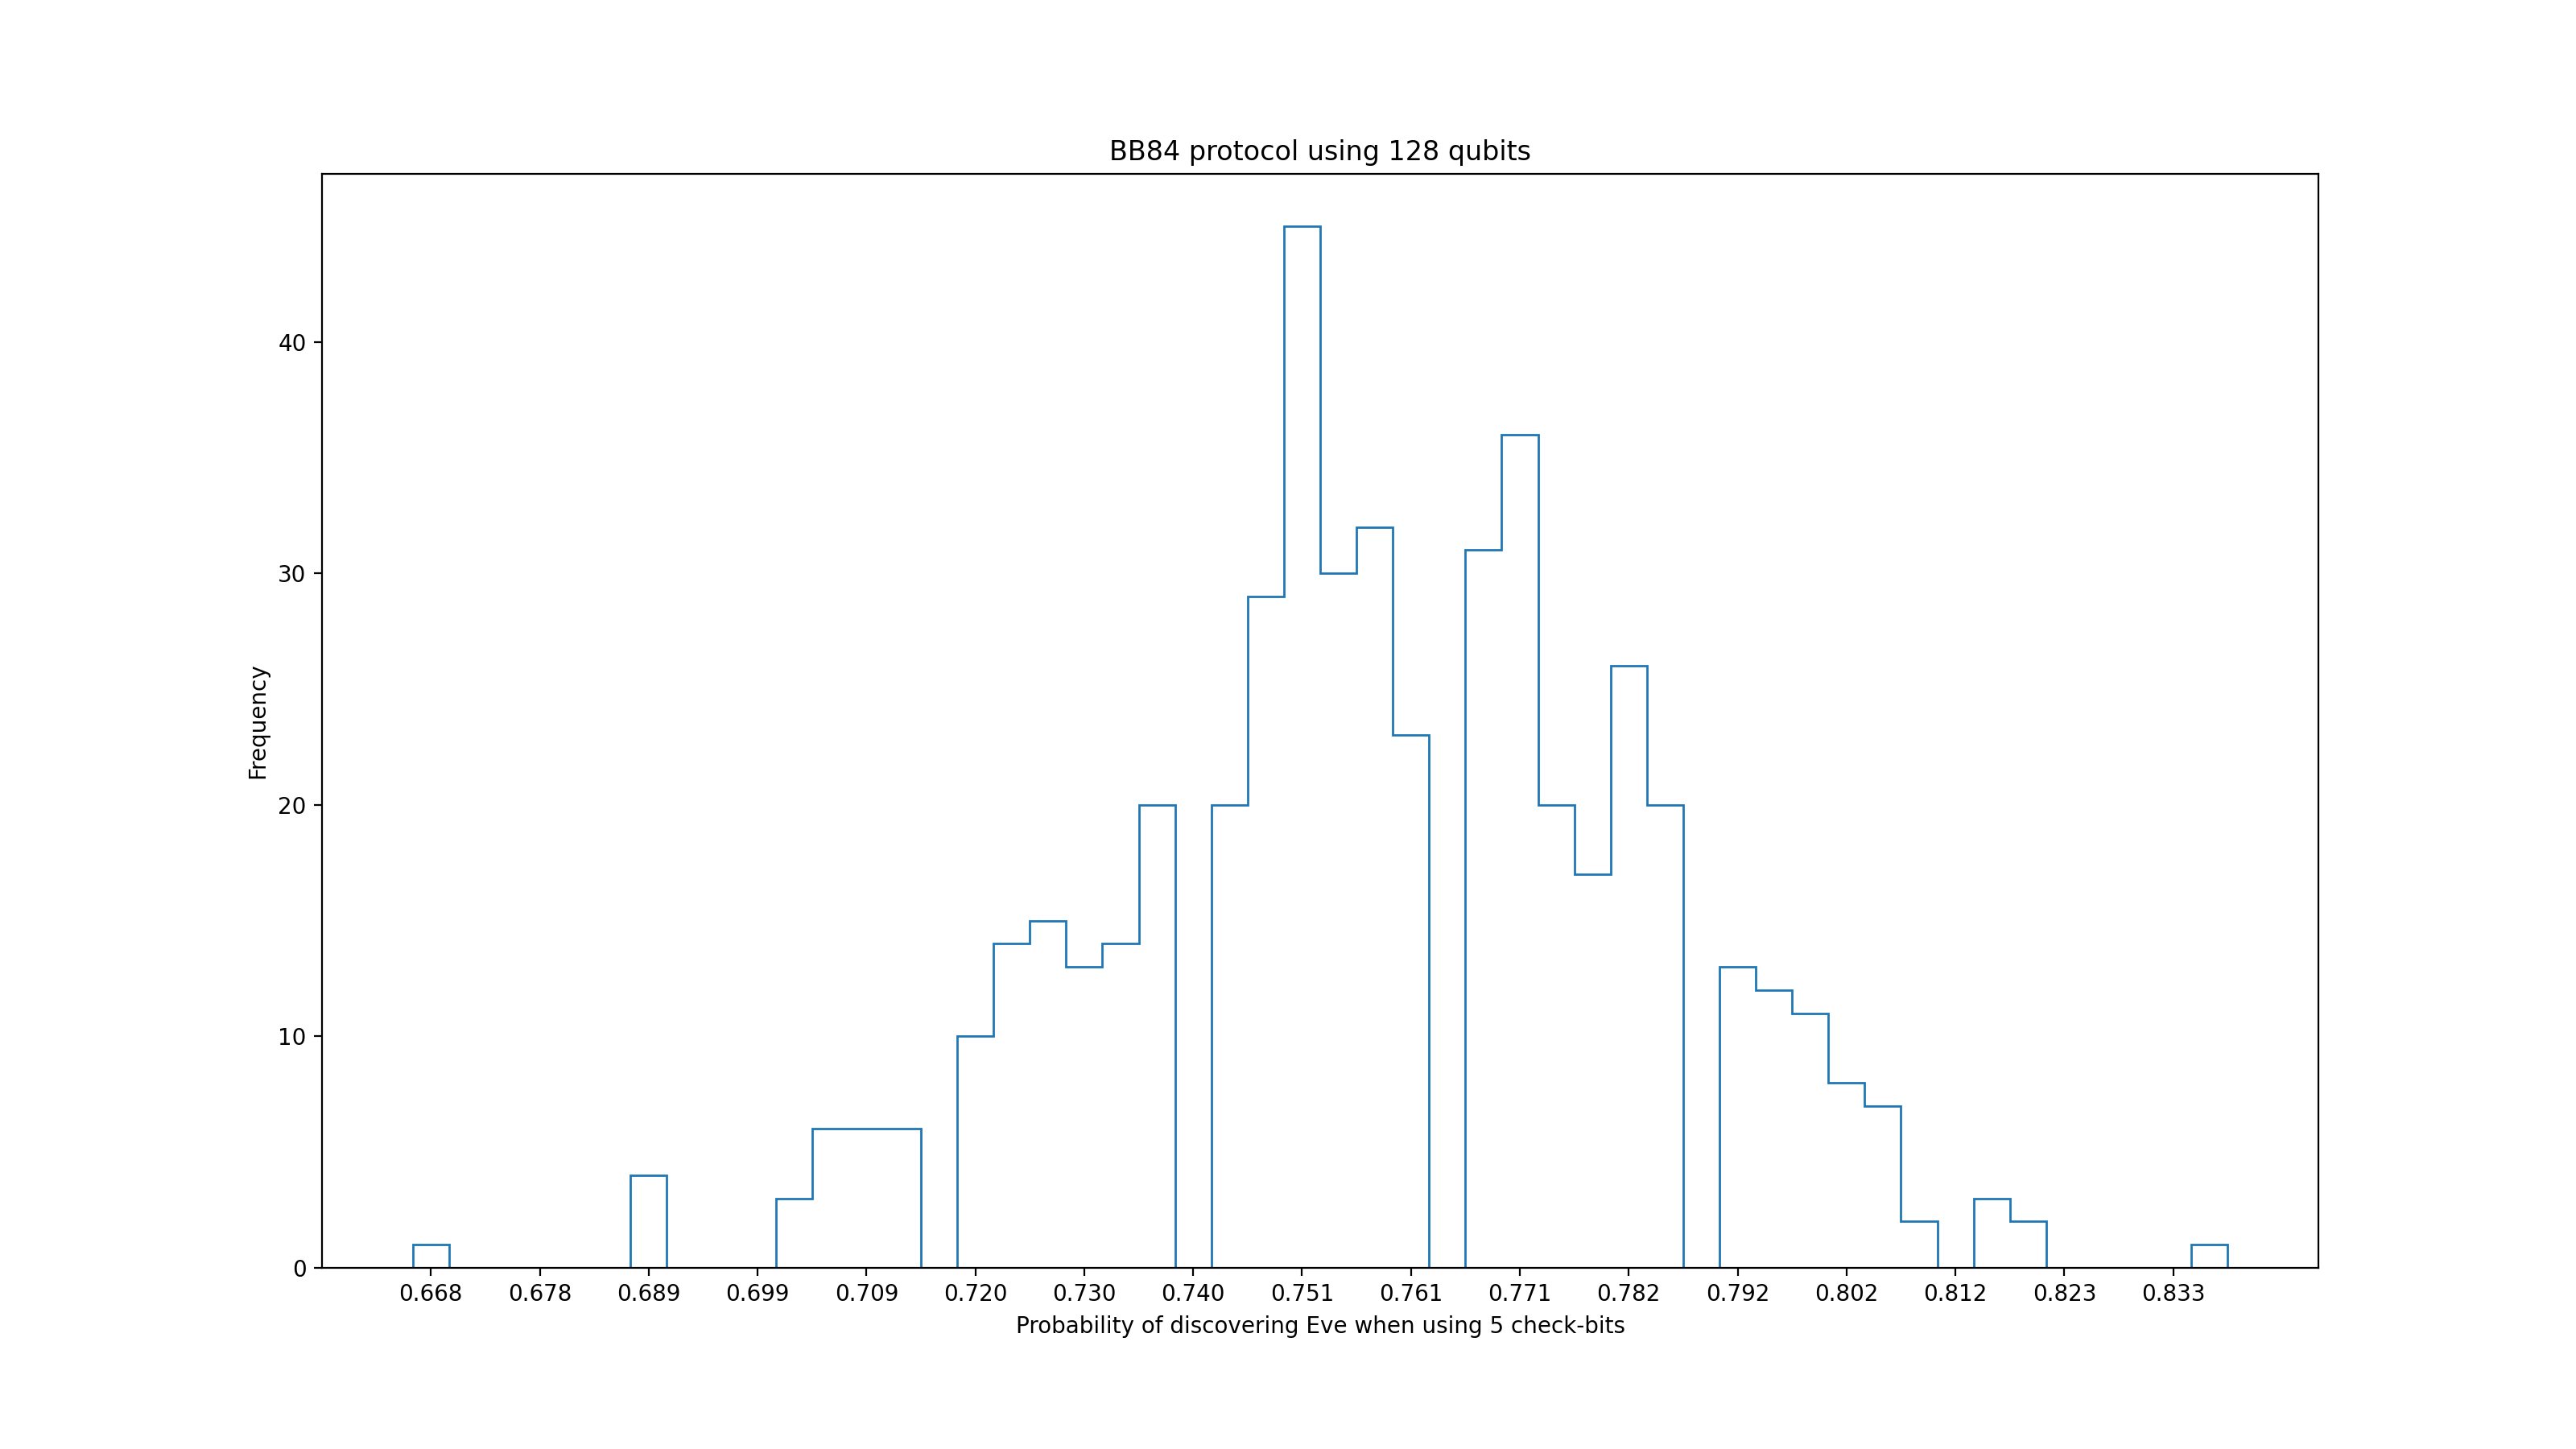 BB84 protocol using 128 qubits
40
30
20
10
0
Frequency
0.668 0.678 0.689 0.699 0.709 0.720 0.730 0.740 0.751 0.761 0.771 0.782 0.792 0.802 0.812 0.823 0.833
Probability of discovering Eve when using 5 check-bits